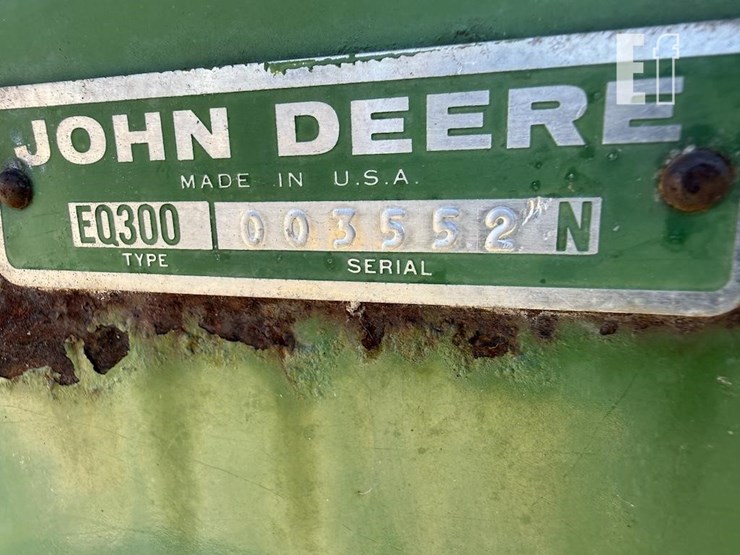 JOHN DEERE
MADE IN U.S.A.
EQ300 003552 N
TYPE SERIAL